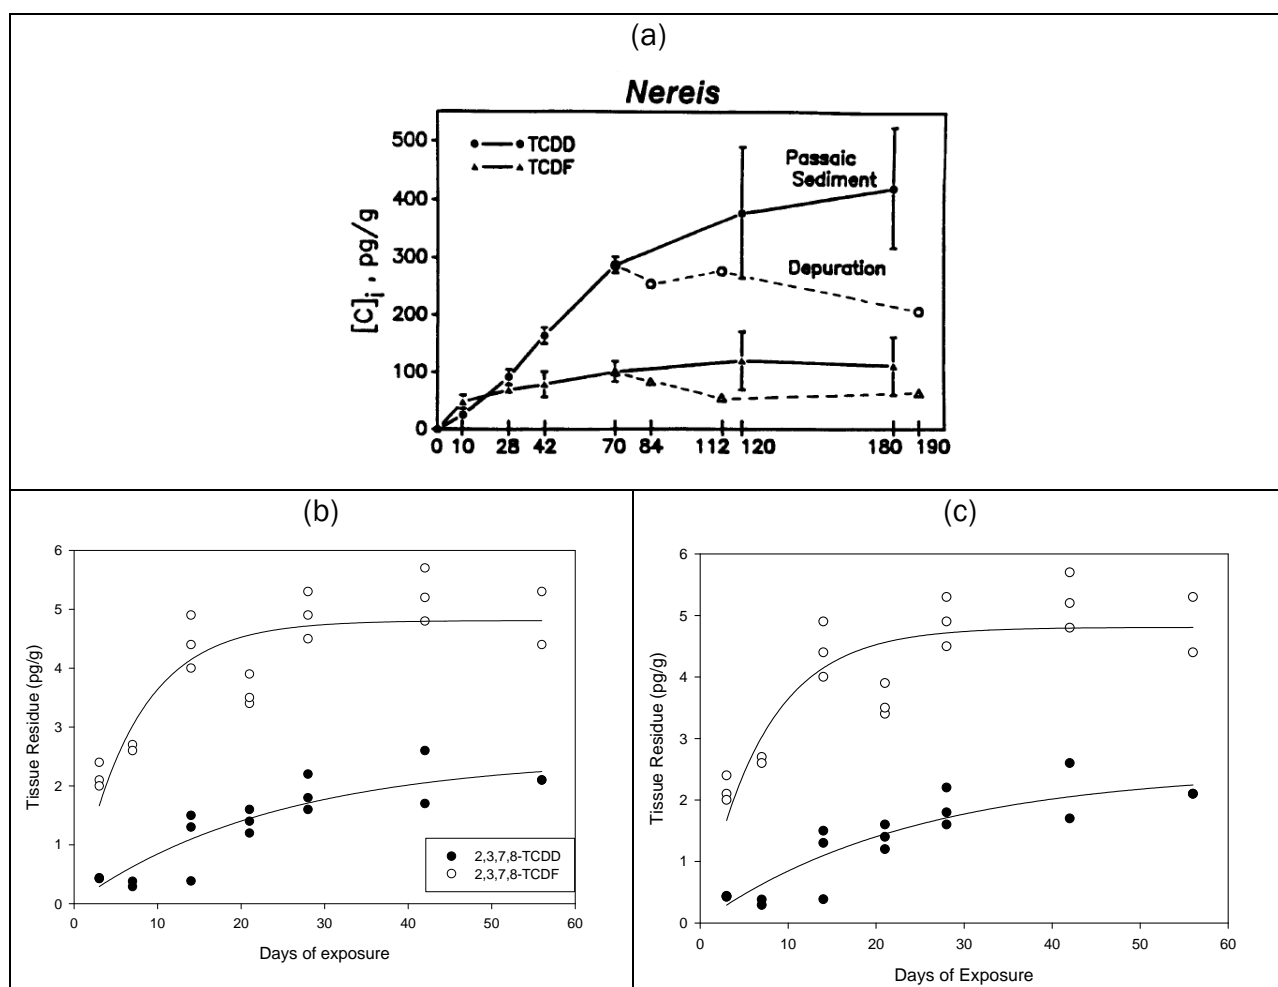 (a)
Nereis
TCDD
TCDF
Passaic
Sediment
Depuration
[C]i, pg/g
500
400
300
200
100
0
0 10 28 42 70 84 112 120 180 190
(b)
Tissue Residue (pg/g)
6
5
4
3
2
1
0
2,3,7,8-TCDD
2,3,7,8-TCDF
0 10 20 30 40 50 60
Days of exposure
(c)
Tissue Residue (pg/g)
6
5
4
3
2
1
0
0 10 20 30 40 50 60
Days of Exposure